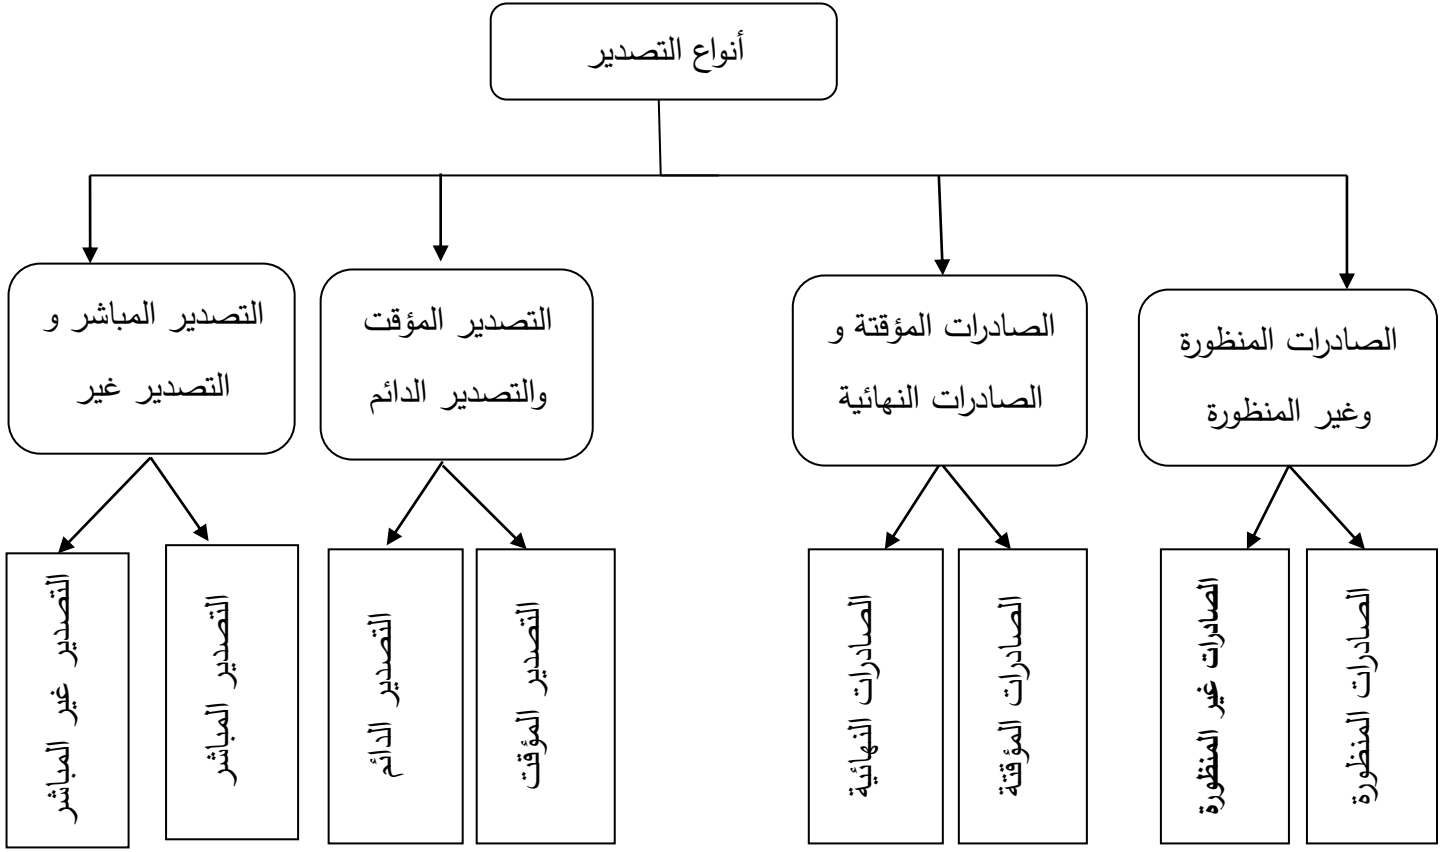 أنواع التصدير
الصادرات المنظورة
وغير المنظورة
الصادرات المؤقتة و
الصادرات النهائية
التصدير المؤقت
والتصدير الدائم
التصدير المباشر و
التصدير غير
الصادرات المنظورة
الصادرات غير المنظورة
الصادرات المؤقتة
الصادرات النهائية
التصدير المؤقت
التصدير الدائم
التصدير المباشر
التصدير غير المباشر